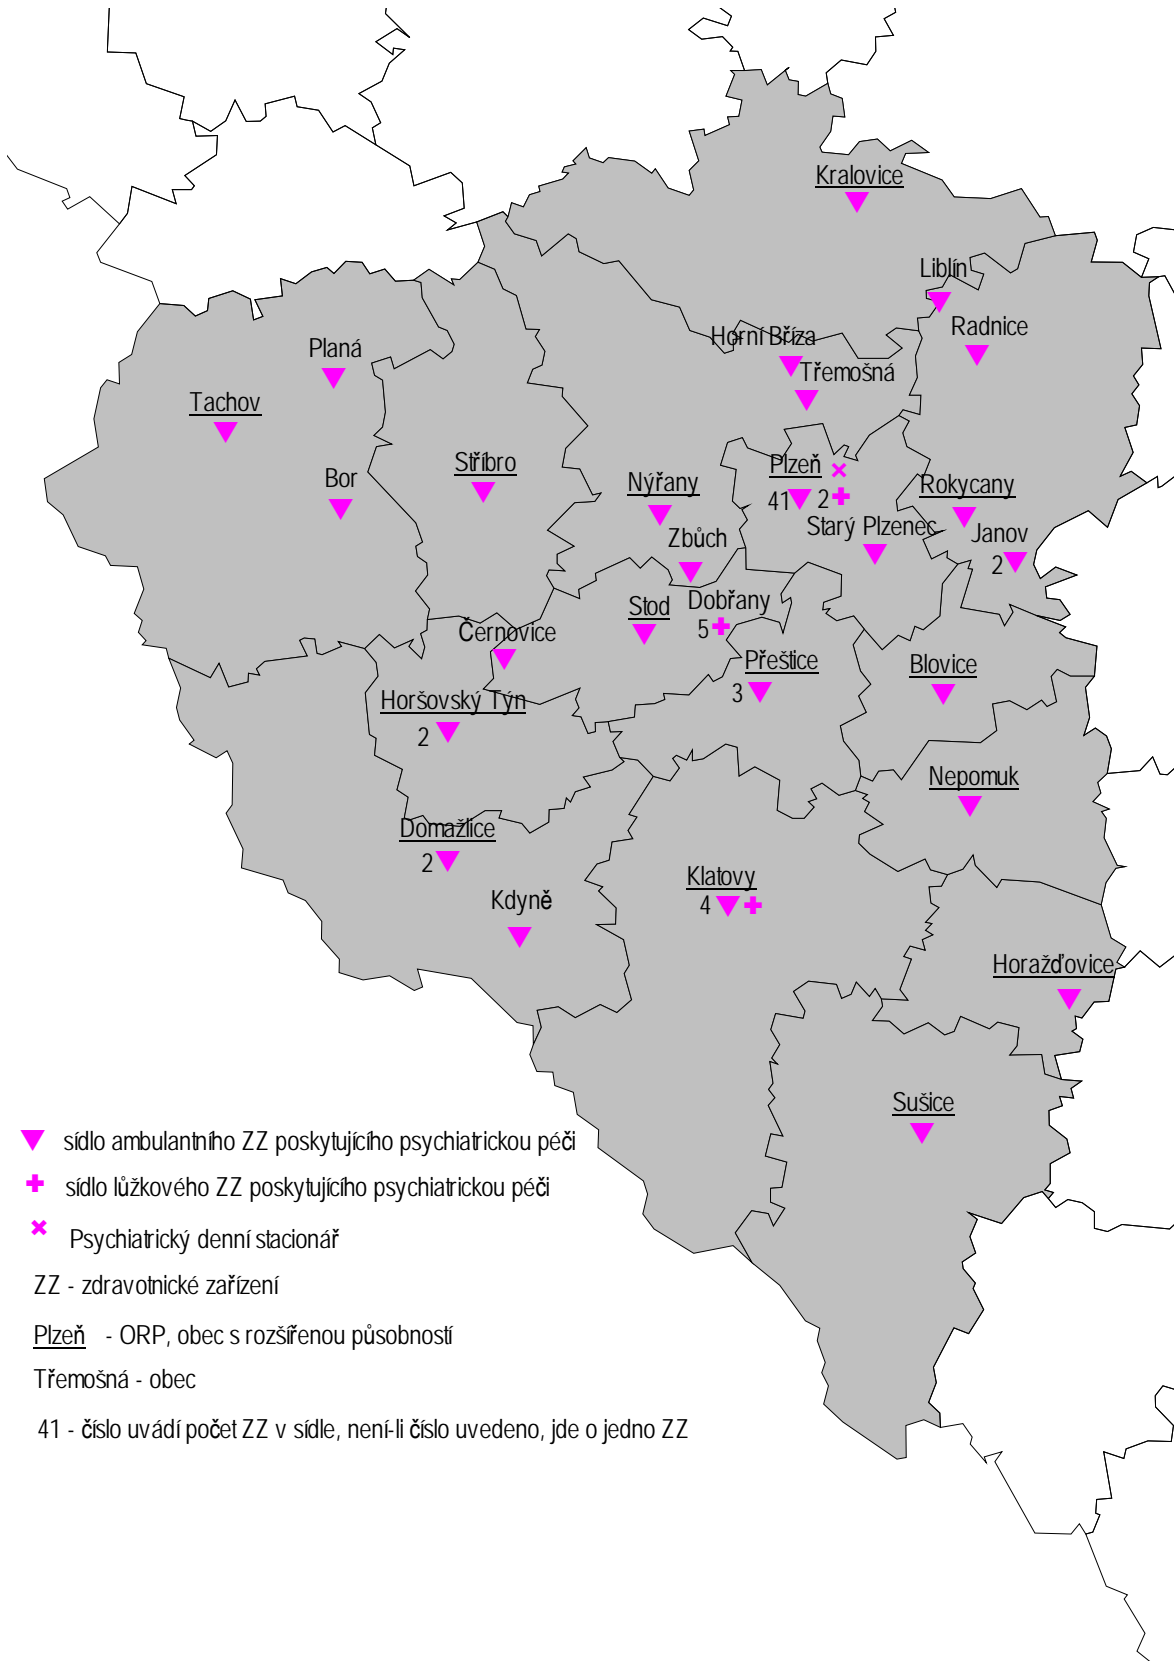 Kralovice
Liblín
Radnice
Horní Bříza
Třemošná
Planá
Tachov
Bor
Stříbro
Nýřany
Plzeň
41
2
Rokycany
Starý Plzenec
Janov
2
Zbůch
Stod
Dobřany
5
Černovice
Přeštice
3
Blovice
Horšovský Týn
2
Nepomuk
Domažlice
2
Klatovy
4
Kdyně
Horažďovice
Sušice
sídlo ambulantního ZZ poskytujícího psychiatrickou péči
sídlo lůžkového ZZ poskytujícího psychiatrickou péči
Psychiatrický denní stacionář
ZZ - zdravotnické zařízení
Plzeň - ORP, obec s rozšířenou působností
Třemošná - obec
41 - číslo uvádí počet ZZ v sídle, není-li číslo uvedeno, jde o jedno ZZ